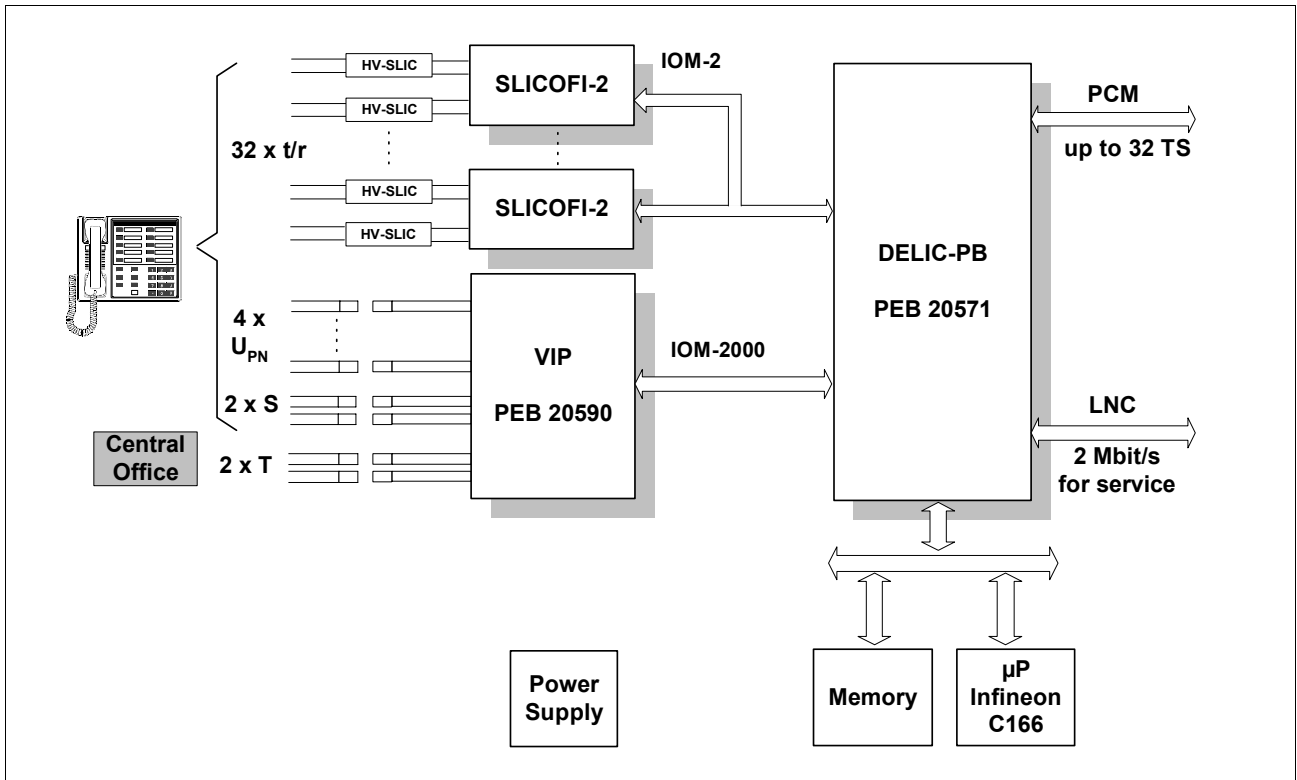 HV-SLIC
HV-SLIC
HV-SLIC
HV-SLIC
32 x t/r
SLICOFI-2
SLICOFI-2
IOM-2
DELIC-PB
PEB 20571
PCM
up to 32 TS
4 x
UPN
VIP
PEB 20590
IOM-2000
2 x S
Central
Office
2 x T
LNC
2 Mbit/s
for service
Power
Supply
Memory
µP
Infineon
C166